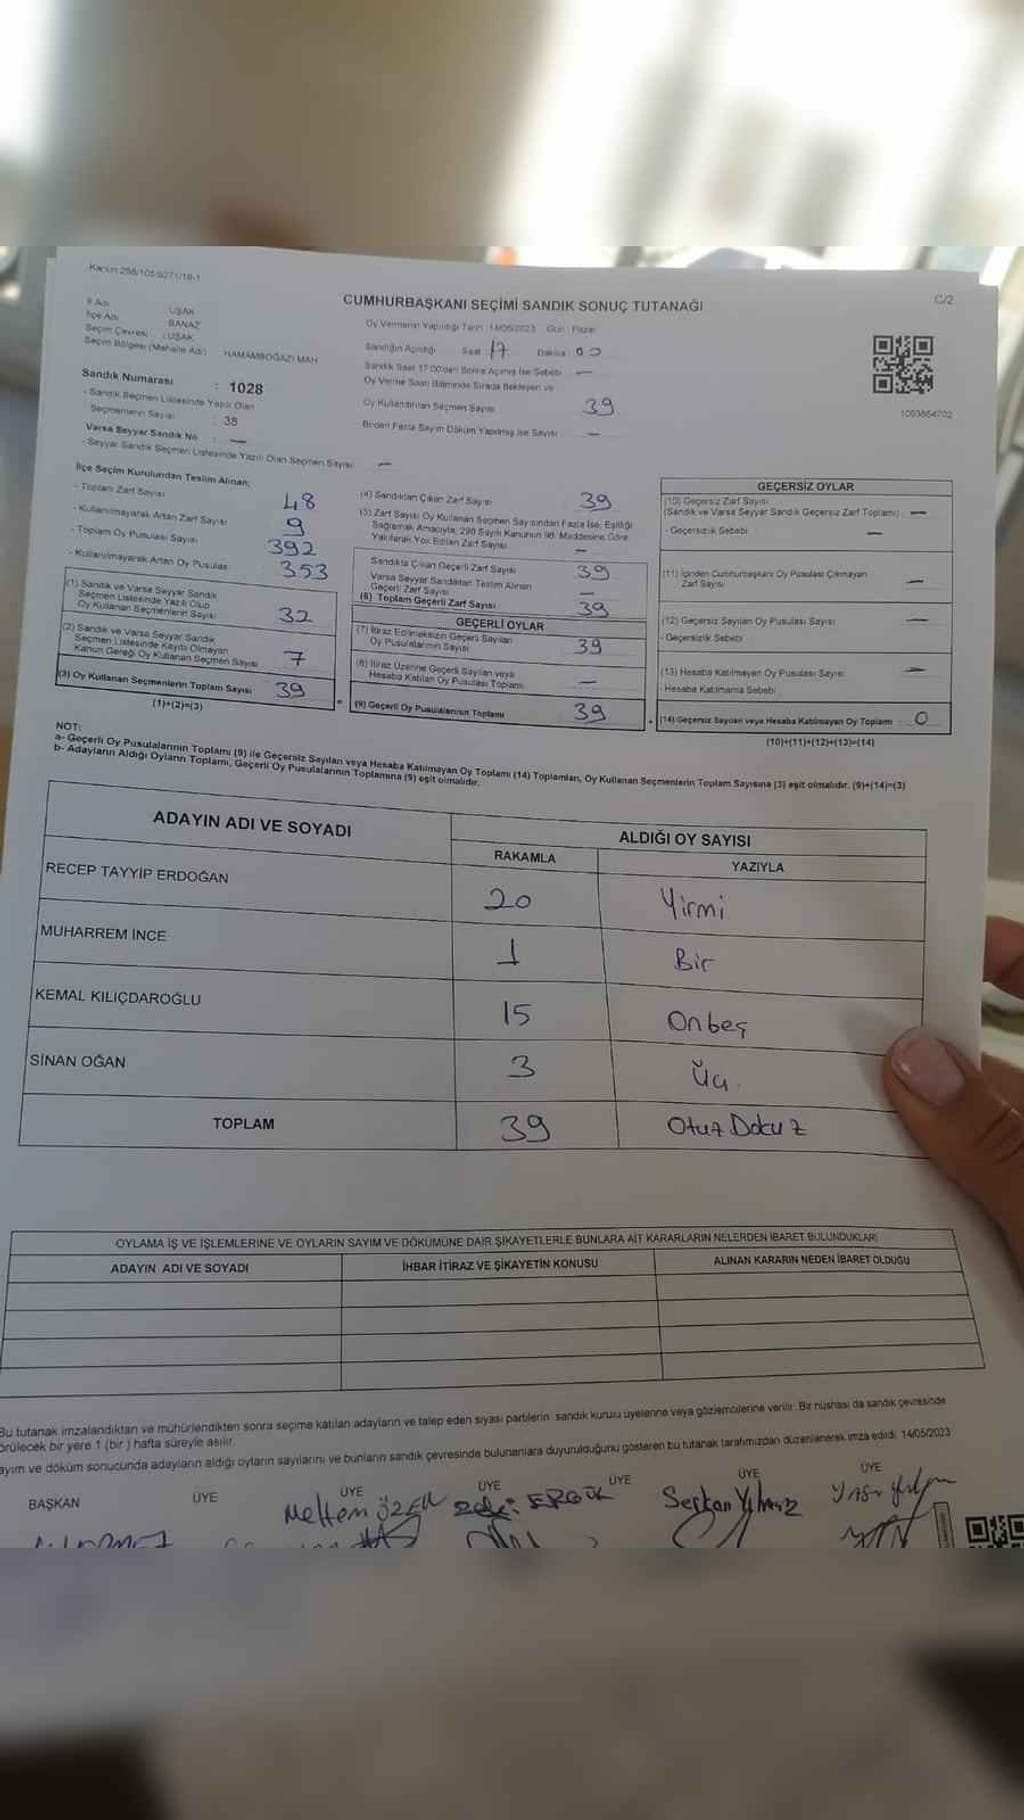 Kanun 298/105 6271/19-1
C/2
CUMHURBAŞKANI SEÇİMİ SANDIK SONUÇ TUTANAĞI
İl Adı UŞAK
İlçe Adı BANAZ
Seçim Çevresi : UŞAK
Seçim Bölgesi (Mahalle Adı) HAMAMBOĞAZI MAH.
Sandık Numarası : 1028
- Sandık Seçmen Listesinde Yazılı Olan
Seçmenlerin Sayısı : 38
Varsa Seyyar Sandık No : —
- Seyyar Sandık Seçmen Listesinde Yazılı Olan Seçmen Sayısı —
Oy Vermenin Yapıldığı Tarih : 14/05/2023 Gün : Pazar
Sandığın Açıldığı Saat 17 Dakika 00
Sandık Saat 17:00'den Sonra Açılmış İse Sebebi —
Oy Verme Saati Bitiminde Sırada Bekleyen ve
Oy Kullandırılan Seçmen Sayısı 39
Birden Fazla Sayım Döküm Yapılmış İse Sayısı —
1093864702
İlçe Seçim Kurulundan Teslim Alınan;
- Toplam Zarf Sayısı 48
- Kullanılmayarak Artan Zarf Sayısı 9
- Toplam Oy Pusulası Sayısı 392
- Kullanılmayarak Artan Oy Pusulası 353
(1) Sandık ve Varsa Seyyar Sandık
Seçmen Listesinde Yazılı Olup
Oy Kullanan Seçmenlerin Sayısı 32
(2) Sandık ve Varsa Seyyar Sandık
Seçmen Listesinde Kayıtlı Olmayan
Kanun Gereği Oy Kullanan Seçmen Sayısı 7
(3) Oy Kullanan Seçmenlerin Toplam Sayısı 39
(1)+(2)=(3)
(4) Sandıktan Çıkan Zarf Sayısı 39
(5) Zarf Sayısı Oy Kullanan Seçmen Sayısından Fazla İse, Eşitliği
Sağlamak Amacıyla; 298 Sayılı Kanunun 98. Maddesine Göre
Yakılarak Yok Edilen Zarf Sayısı —
Sandıkta Çıkan Geçerli Zarf Sayısı 39
Varsa Seyyar Sandıktan Teslim Alınan
Geçerli Zarf Sayısı —
(6) Toplam Geçerli Zarf Sayısı 39
GEÇERLİ OYLAR
(7) İtiraz Edilmeksizin Geçerli Sayılan
Oy Pusulalarının Sayısı 39
(8) İtiraz Üzerine Geçerli Sayılan veya
Hesaba Katılan Oy Pusulası Toplamı —
(9) Geçerli Oy Pusulalarının Toplamı 39
GEÇERSİZ OYLAR
(10) Geçersiz Zarf Sayısı
(Sandık ve Varsa Seyyar Sandık Geçersiz Zarf Toplamı) —
- Geçersizlik Sebebi —
(11) İçinden Cumhurbaşkanı Oy Pusulası Çıkmayan
Zarf Sayısı —
(12) Geçersiz Sayılan Oy Pusulası Sayısı —
- Geçersizlik Sebebi
(13) Hesaba Katılmayan Oy Pusulası Sayısı —
- Hesaba Katılmama Sebebi
(14) Geçersiz Sayılan veya Hesaba Katılmayan Oy Toplamı 0
(10)+(11)+(12)+(13)=(14)
NOT:
a- Geçerli Oy Pusulalarının Toplamı (9) ile Geçersiz Sayılan veya Hesaba Katılmayan Oy Toplamı (14) Toplamları, Oy Kullanan Seçmenlerin Toplam Sayısına (3) eşit olmalıdır. (9)+(14)=(3)
b- Adayların Aldığı Oyların Toplamı, Geçerli Oy Pusulalarının Toplamına (9) eşit olmalıdır.
ADAYIN ADI VE SOYADI ALDIĞI OY SAYISI
RAKAMLA YAZIYLA
RECEP TAYYİP ERDOĞAN 20 Yirmi
MUHARREM İNCE 1 Bir
KEMAL KILIÇDAROĞLU 15 Onbeş
SİNAN OĞAN 3 Üç
TOPLAM 39 Otuz Dokuz
OYLAMA İŞ VE İŞLEMLERİNE VE OYLARIN SAYIM VE DÖKÜMÜNE DAİR ŞİKAYETLERLE BUNLARA AİT KARARLARIN NELERDEN İBARET BULUNDUKLARI
ADAYIN ADI VE SOYADI İHBAR İTİRAZ VE ŞİKAYETİN KONUSU ALINAN KARARIN NEDEN İBARET OLDUĞU
Bu tutanak imzalandıktan ve mühürlendikten sonra seçime katılan adayların ve talep eden siyasi partilerin sandık kurulu üyelerine veya gözlemcilerine verilir. Bir nüshası da sandık çevresinde
örülecek bir yere 1 (bir) hafta süreyle asılır.
ayım ve döküm sonucunda adayların aldığı oyların sayılarını ve bunların sandık çevresinde bulunanlara duyurulduğunu gösteren bu tutanak tarafımızdan düzenlenerek imza edildi. 14/05/2023
BAŞKAN ÜYE ÜYE ÜYE ÜYE ÜYE ÜYE
Meltem ÖZEN Serkan Yılmaz